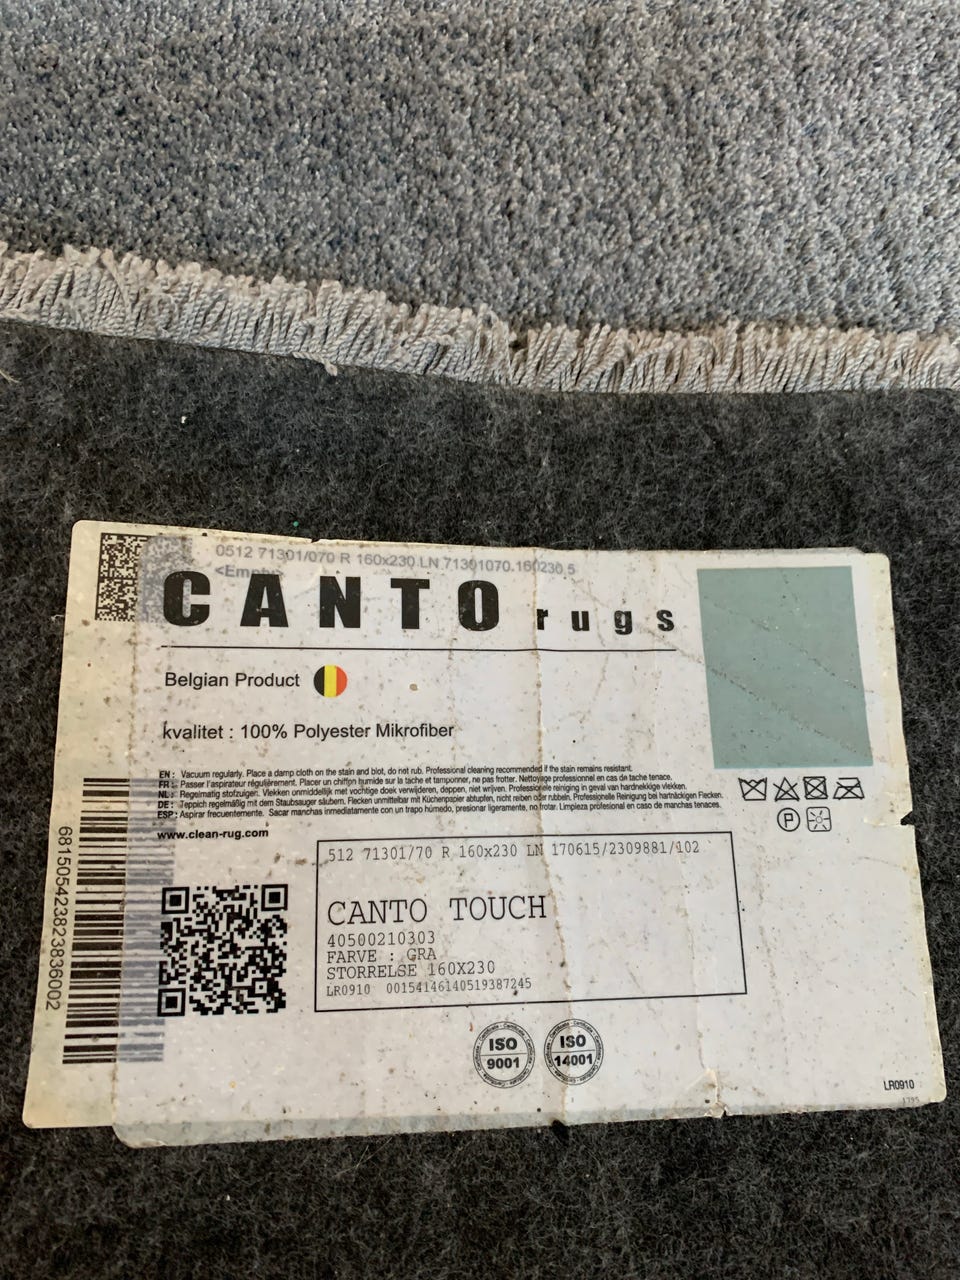 0512 71301/070 R 160x230 LN 71301070.160230 5
<Empty>
CANTO rugs
Belgian Product
kvalitet : 100% Polyester Mikrofiber
EN : Vacuum regularly. Place a damp cloth on the stain and blot, do not rub. Professional cleaning recommended if the stain remains resistant.
FR : Passer l'aspirateur régulièrement. Placer un chiffon humide sur la tache et tamponner, ne pas frotter. Nettoyage professionnel en cas de tache tenace.
NL : Regelmatig stofzuigen. Vlekken onmiddellijk met vochtige doek verwijderen, deppen, niet wrijven. Professionele reiniging in geval van hardnekkige vlekken.
DE : Teppich regelmäßig mit dem Staubsauger säubern. Flecken unmittelbar mit Küchenpapier abtupfen, nicht reiben oder rubbeln. Professionelle Reinigung bei hartnäckigen Flecken.
ESP : Aspirar frecuentemente. Sacar manchas inmediatamente con un trapo húmedo, presionar ligeramente, no frotar. Limpieza profesional en caso de manchas tenaces.
www.clean-rug.com
P
681505423823836002
512 71301/70 R 160x230 LN 170615/2309881/102
CANTO TOUCH
40500210303
FARVE : GRA
STORRELSE 160X230
LR0910 00154146140519387245
ISO 9001
ISO 14001
LR0910
1795